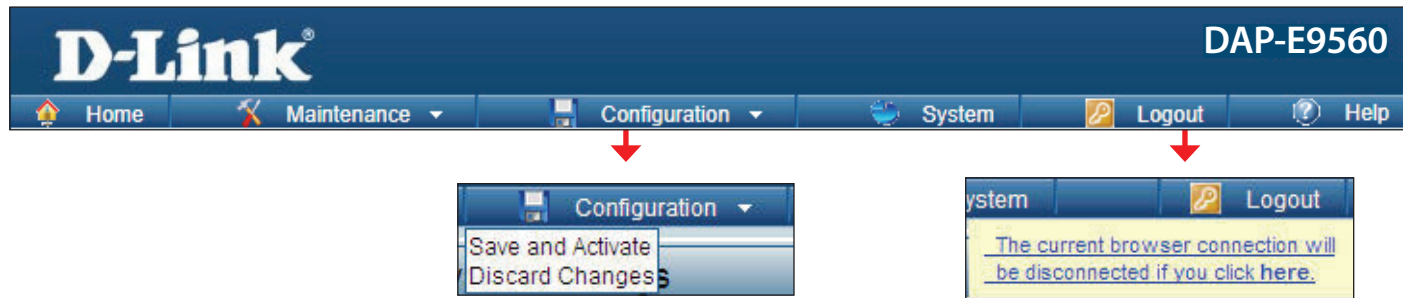 D-Link®
DAP-E9560
Home Maintenance Configuration System Logout Help
Configuration
Save and Activate
Discard Changes
ystem Logout
The current browser connection will
be disconnected if you click here.